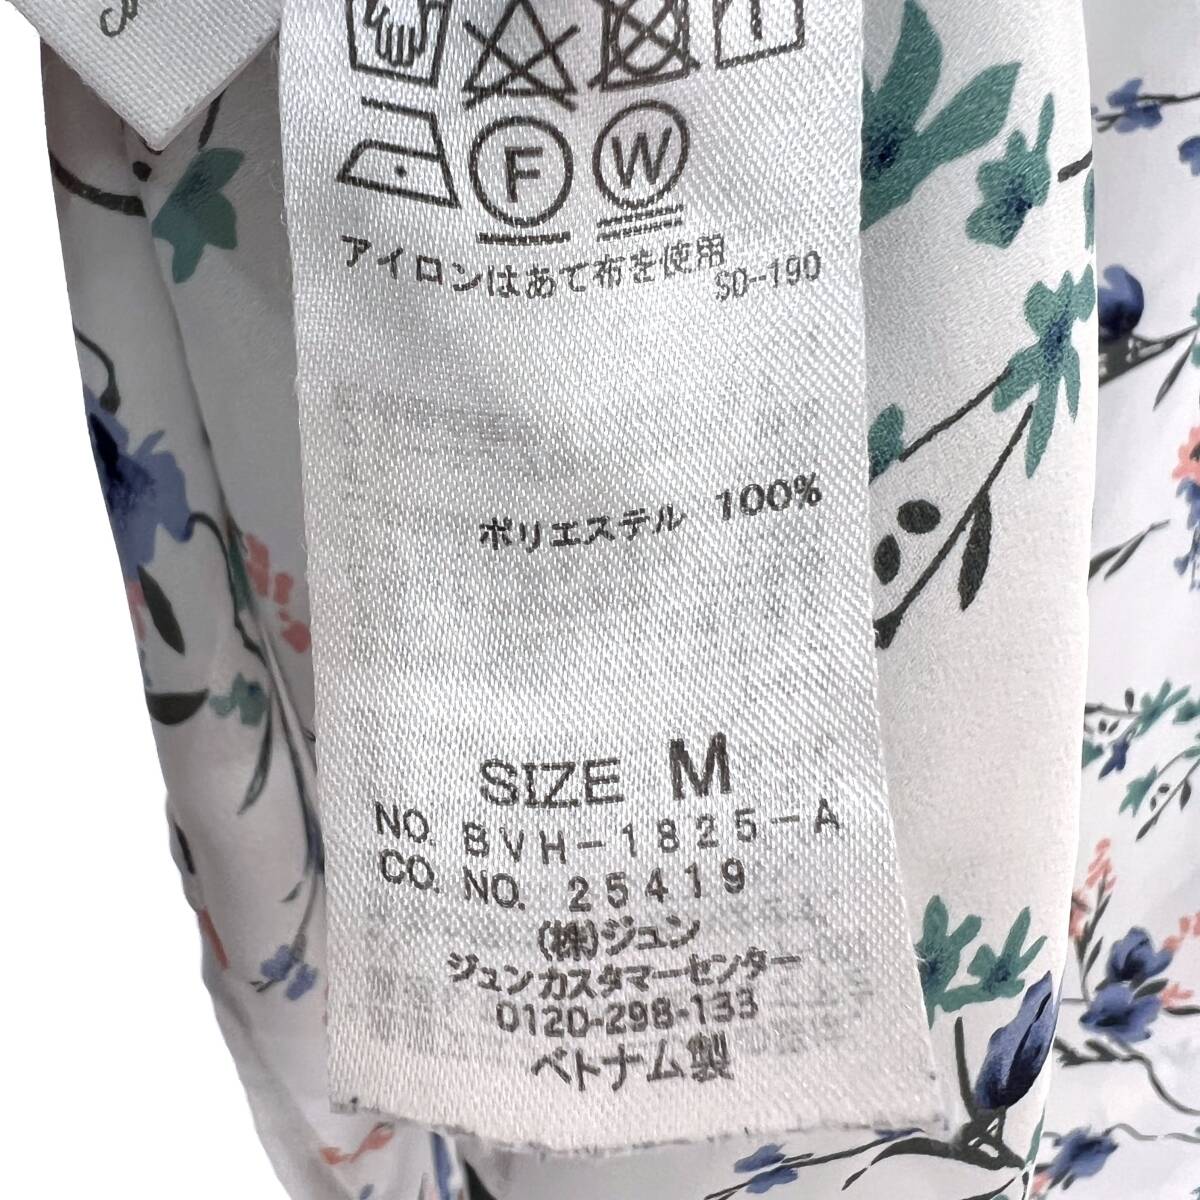 F W
アイロンはあて布を使用
SD-190
ポリエステル 100%
SIZE M
NO. BVH-1825-A
CO. NO. 25419
(株)ジュン
ジュンカスタマーセンター
0120-298-133
ベトナム製